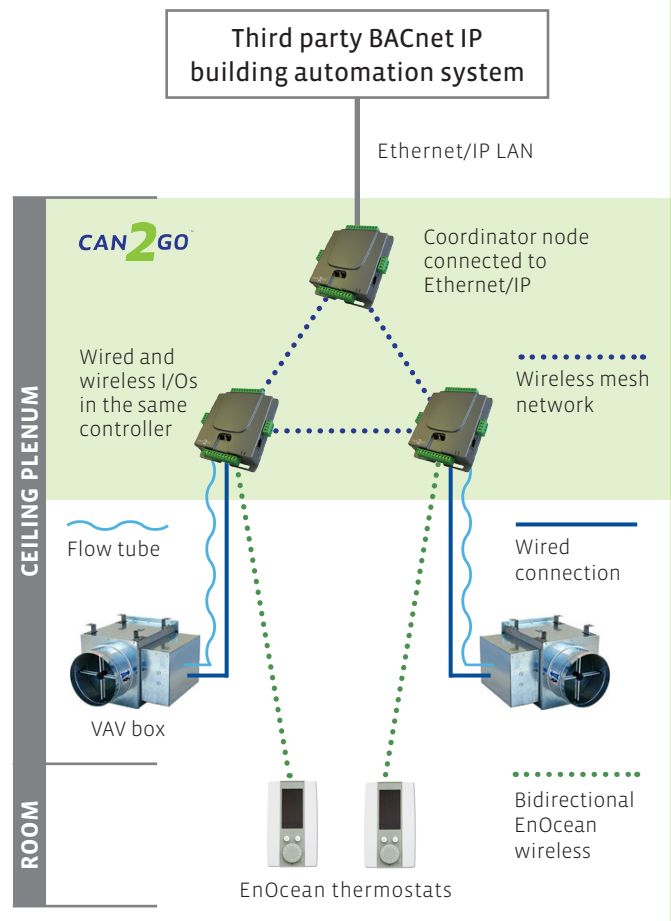 Third party BACnet IP
building automation system
Ethernet/IP LAN
CAN2GO
Coordinator node
connected to
Ethernet/IP
Wired and
wireless I/Os
in the same
controller
Wireless mesh
network
CEILING PLENUM
Flow tube
Wired
connection
VAV box
ROOM
Bidirectional
EnOcean
wireless
EnOcean thermostats